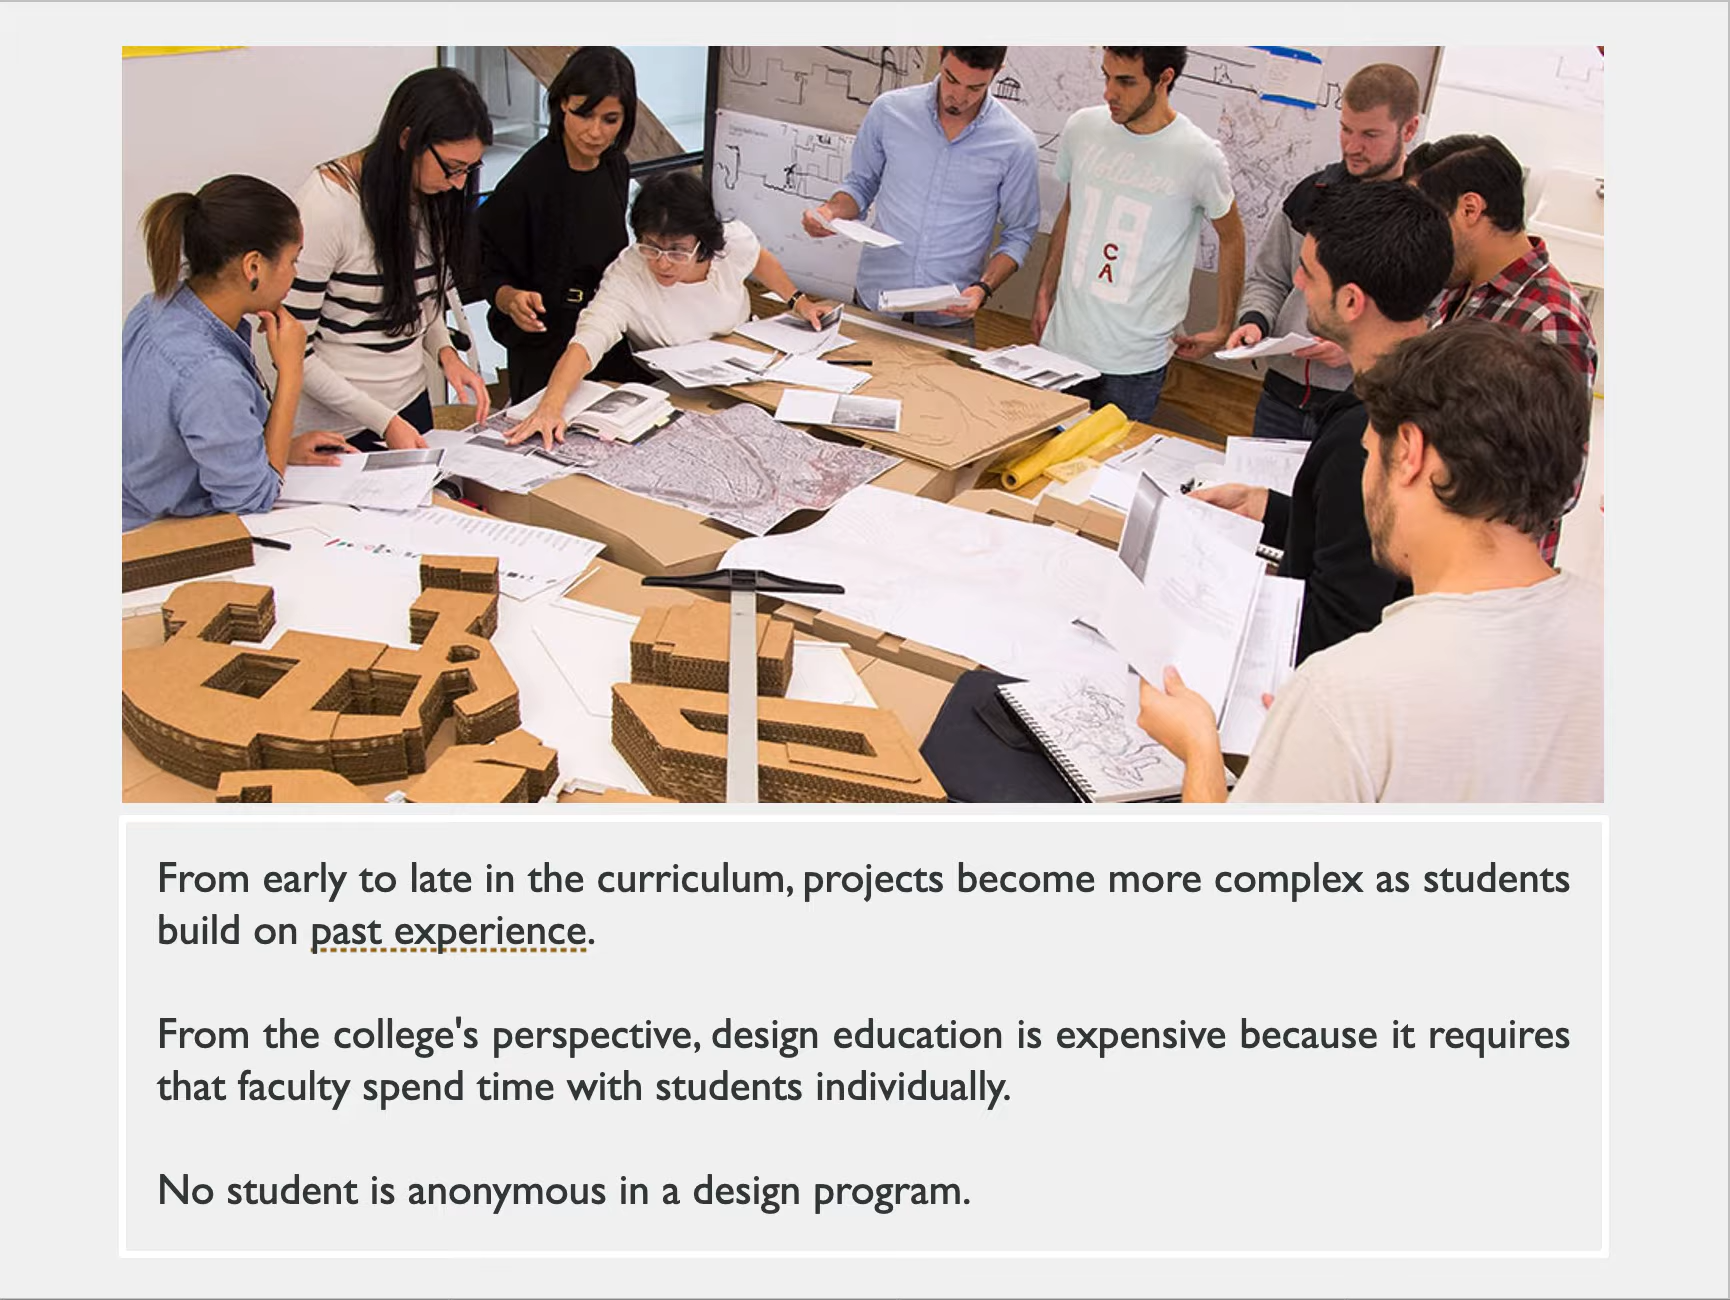 Hollister
19
C
A
From early to late in the curriculum, projects become more complex as students
build on past experience.
From the college's perspective, design education is expensive because it requires
that faculty spend time with students individually.
No student is anonymous in a design program.